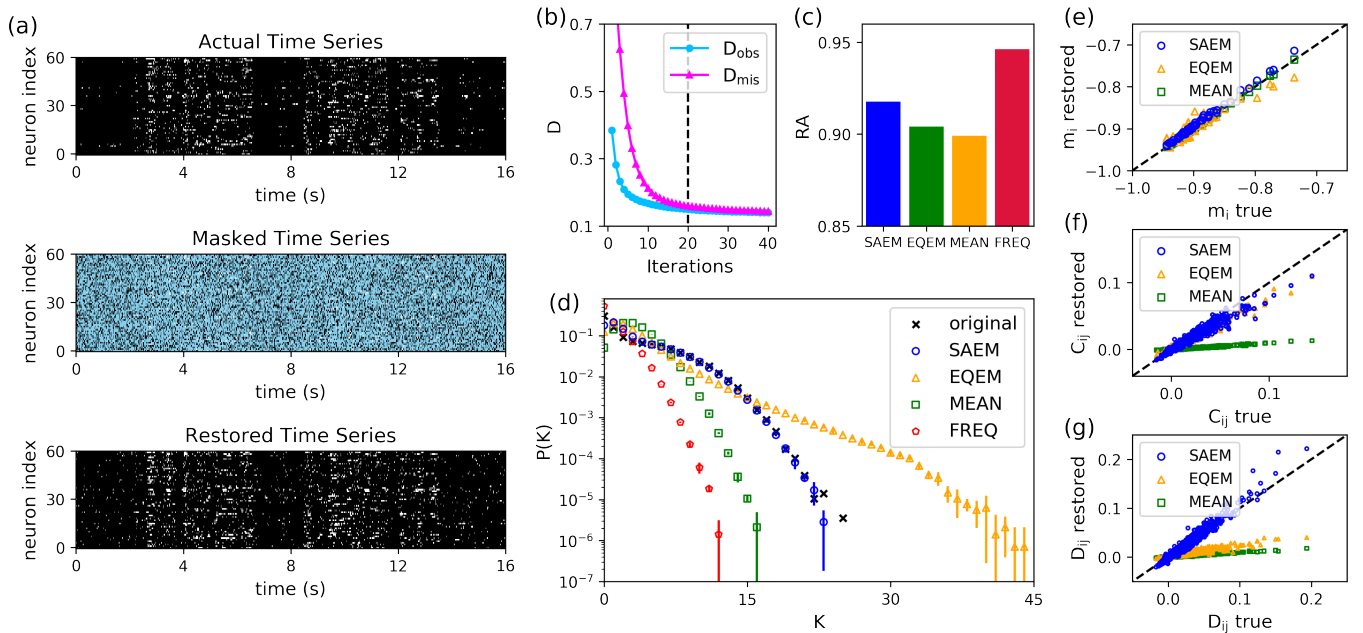 (a)
Actual Time Series
neuron index
60
30
0
0 4 8 12 16
time (s)
Masked Time Series
neuron index
60
30
0
0 4 8 12 16
time (s)
Restored Time Series
neuron index
60
30
0
0 4 8 12 16
time (s)
(b)
D
0.7
0.5
0.3
0.1
D_obs
D_mis
0 10 20 30 40
Iterations
(c)
RA
0.95
0.90
0.85
SAEM EQEM MEAN FREQ
(d)
P(K)
10⁻¹
10⁻²
10⁻³
10⁻⁴
10⁻⁵
10⁻⁶
10⁻⁷
original
SAEM
EQEM
MEAN
FREQ
0 15 30 45
K
(e)
m_i restored
−0.7
−0.8
−0.9
−1.0
SAEM
EQEM
MEAN
−1.0 −0.9 −0.8 −0.7
m_i true
(f)
C_ij restored
0.1
0.0
SAEM
EQEM
MEAN
0.0 0.1
C_ij true
(g)
D_ij restored
0.2
0.1
0.0
SAEM
EQEM
MEAN
0.0 0.1 0.2
D_ij true